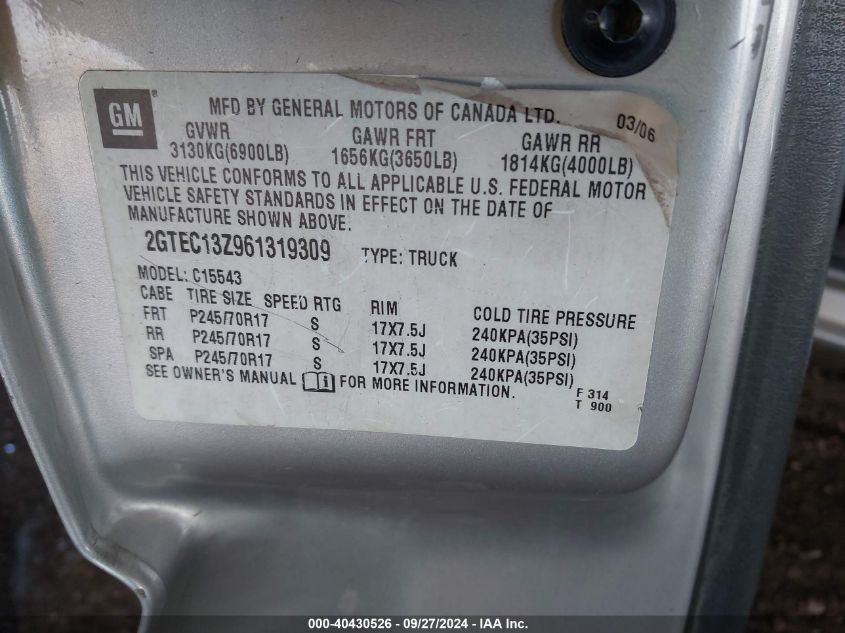 GM®
MFD BY GENERAL MOTORS OF CANADA LTD. 03/06
GVWR GAWR FRT GAWR RR
3130KG(6900LB) 1656KG(3650LB) 1814KG(4000LB)
THIS VEHICLE CONFORMS TO ALL APPLICABLE U.S. FEDERAL MOTOR
VEHICLE SAFETY STANDARDS IN EFFECT ON THE DATE OF
MANUFACTURE SHOWN ABOVE.
2GTEC13Z961319309 TYPE: TRUCK
MODEL: C15543
CABE TIRE SIZE SPEED RTG RIM COLD TIRE PRESSURE
FRT P245/70R17 S 17X7.5J 240KPA(35PSI)
RR P245/70R17 S 17X7.5J 240KPA(35PSI)
SPA P245/70R17 S 17X7.5J 240KPA(35PSI)
SEE OWNER'S MANUAL i FOR MORE INFORMATION.
F 314
T 900
000-40430526 - 09/27/2024 - IAA Inc.